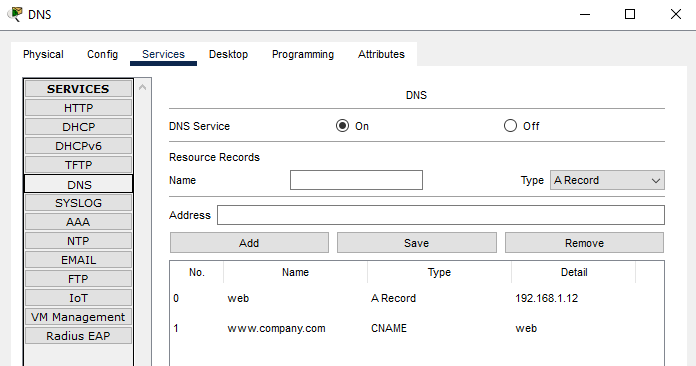 DNS
Physical Config Services Desktop Programming Attributes
SERVICES
HTTP
DHCP
DHCPv6
TFTP
DNS
SYSLOG
AAA
NTP
EMAIL
FTP
IoT
VM Management
Radius EAP
DNS
DNS Service On Off
Resource Records
Name Type A Record
Address
Add Save Remove
No. Name Type Detail
0 web A Record 192.168.1.12
1 www.company.com CNAME web